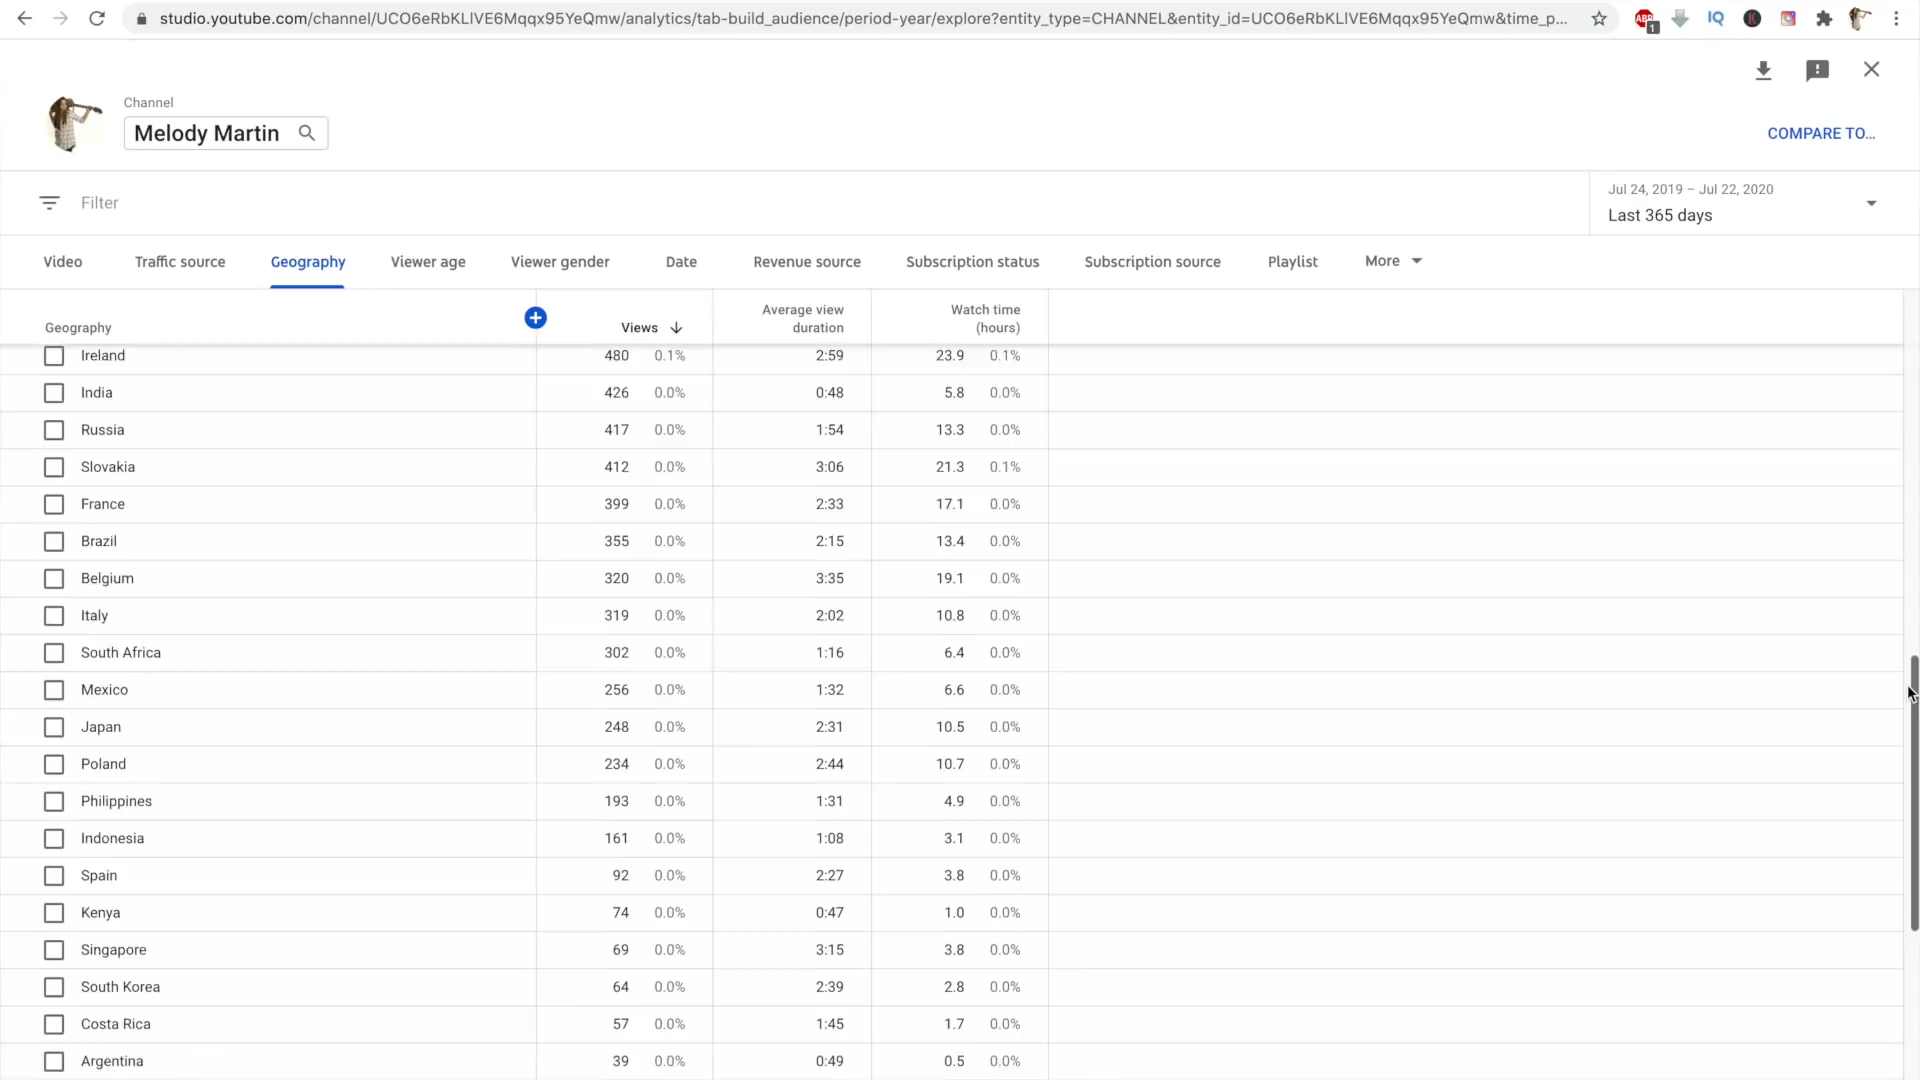 studio.youtube.com/channel/UCO6eRbKLlVE6Mqqx95YeQmw/analytics/tab-build_audience/period-year/explore?entity_type=CHANNEL&entity_id=UCO6eRbKLlVE6Mqqx95YeQmw&time_p...
ABP 1 IQ K
Channel
Melody Martin
COMPARE TO...
Filter
Jul 24, 2019 – Jul 22, 2020
Last 365 days
Video Traffic source Geography Viewer age Viewer gender Date Revenue source Subscription status Subscription source Playlist More
Geography Views Average view duration Watch time (hours)
Ireland 480 0.1% 2:59 23.9 0.1%
India 426 0.0% 0:48 5.8 0.0%
Russia 417 0.0% 1:54 13.3 0.0%
Slovakia 412 0.0% 3:06 21.3 0.1%
France 399 0.0% 2:33 17.1 0.0%
Brazil 355 0.0% 2:15 13.4 0.0%
Belgium 320 0.0% 3:35 19.1 0.0%
Italy 319 0.0% 2:02 10.8 0.0%
South Africa 302 0.0% 1:16 6.4 0.0%
Mexico 256 0.0% 1:32 6.6 0.0%
Japan 248 0.0% 2:31 10.5 0.0%
Poland 234 0.0% 2:44 10.7 0.0%
Philippines 193 0.0% 1:31 4.9 0.0%
Indonesia 161 0.0% 1:08 3.1 0.0%
Spain 92 0.0% 2:27 3.8 0.0%
Kenya 74 0.0% 0:47 1.0 0.0%
Singapore 69 0.0% 3:15 3.8 0.0%
South Korea 64 0.0% 2:39 2.8 0.0%
Costa Rica 57 0.0% 1:45 1.7 0.0%
Argentina 39 0.0% 0:49 0.5 0.0%